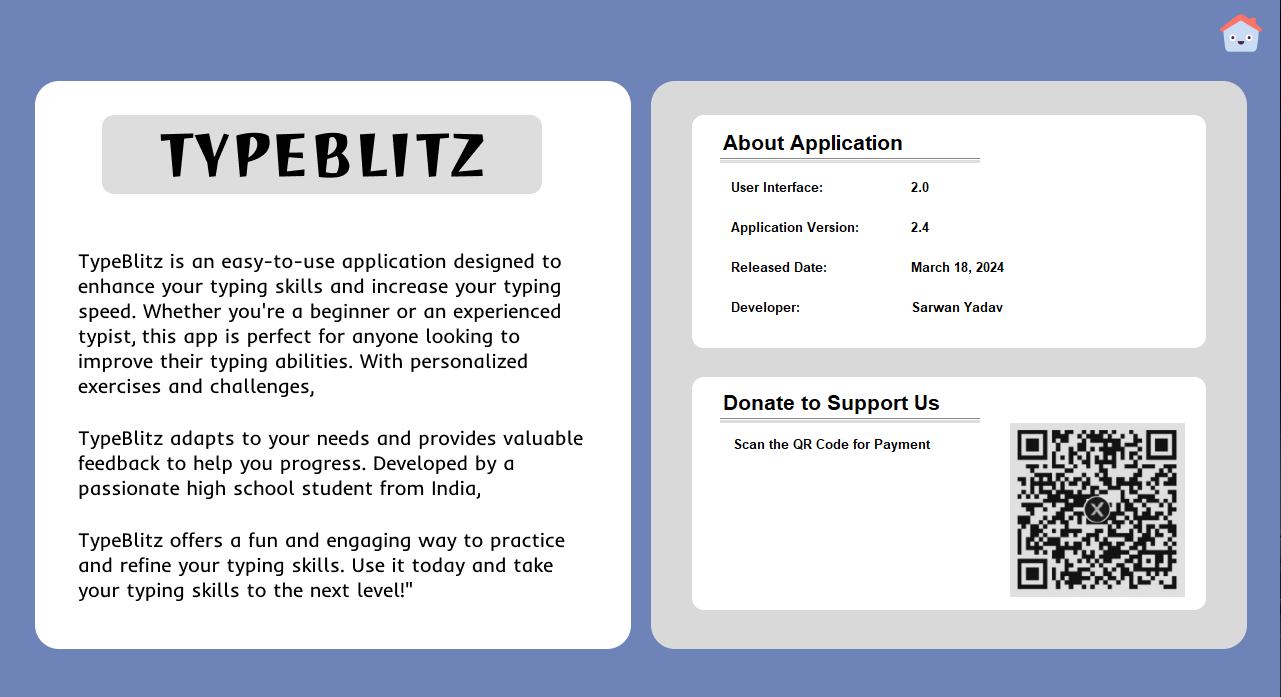 TYPEBLITZ
TypeBlitz is an easy-to-use application designed to
enhance your typing skills and increase your typing
speed. Whether you're a beginner or an experienced
typist, this app is perfect for anyone looking to
improve their typing abilities. With personalized
exercises and challenges,
TypeBlitz adapts to your needs and provides valuable
feedback to help you progress. Developed by a
passionate high school student from India,
TypeBlitz offers a fun and engaging way to practice
and refine your typing skills. Use it today and take
your typing skills to the next level!"
About Application
User Interface: 2.0
Application Version: 2.4
Released Date: March 18, 2024
Developer: Sarwan Yadav
Donate to Support Us
Scan the QR Code for Payment